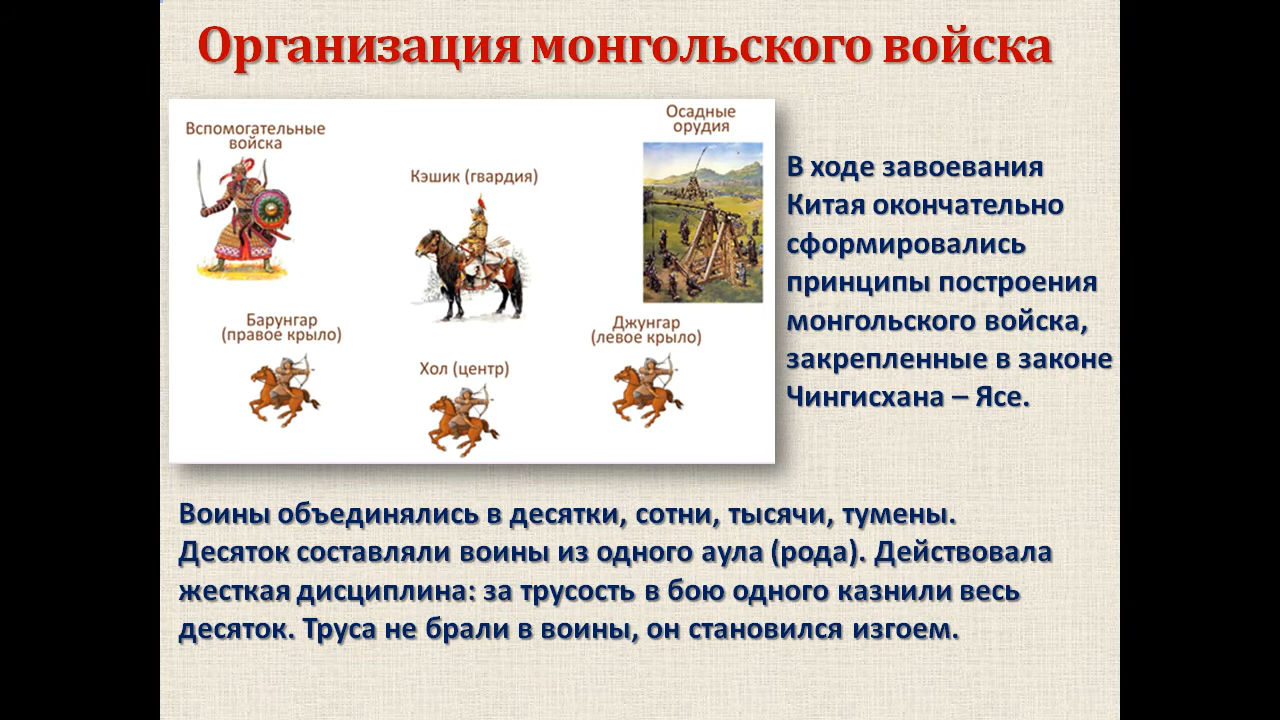 Организация монгольского войска
Вспомогательные
войска
Кэшик (гвардия)
Осадные
орудия
Барунгар
(правое крыло)
Хол (центр)
Джунгар
(левое крыло)
В ходе завоевания
Китая окончательно
сформировались
принципы построения
монгольского войска,
закрепленные в законе
Чингисхана – Ясе.
Воины объединялись в десятки, сотни, тысячи, тумены.
Десяток составляли воины из одного аула (рода). Действовала
жесткая дисциплина: за трусость в бою одного казнили весь
десяток. Труса не брали в воины, он становился изгоем.